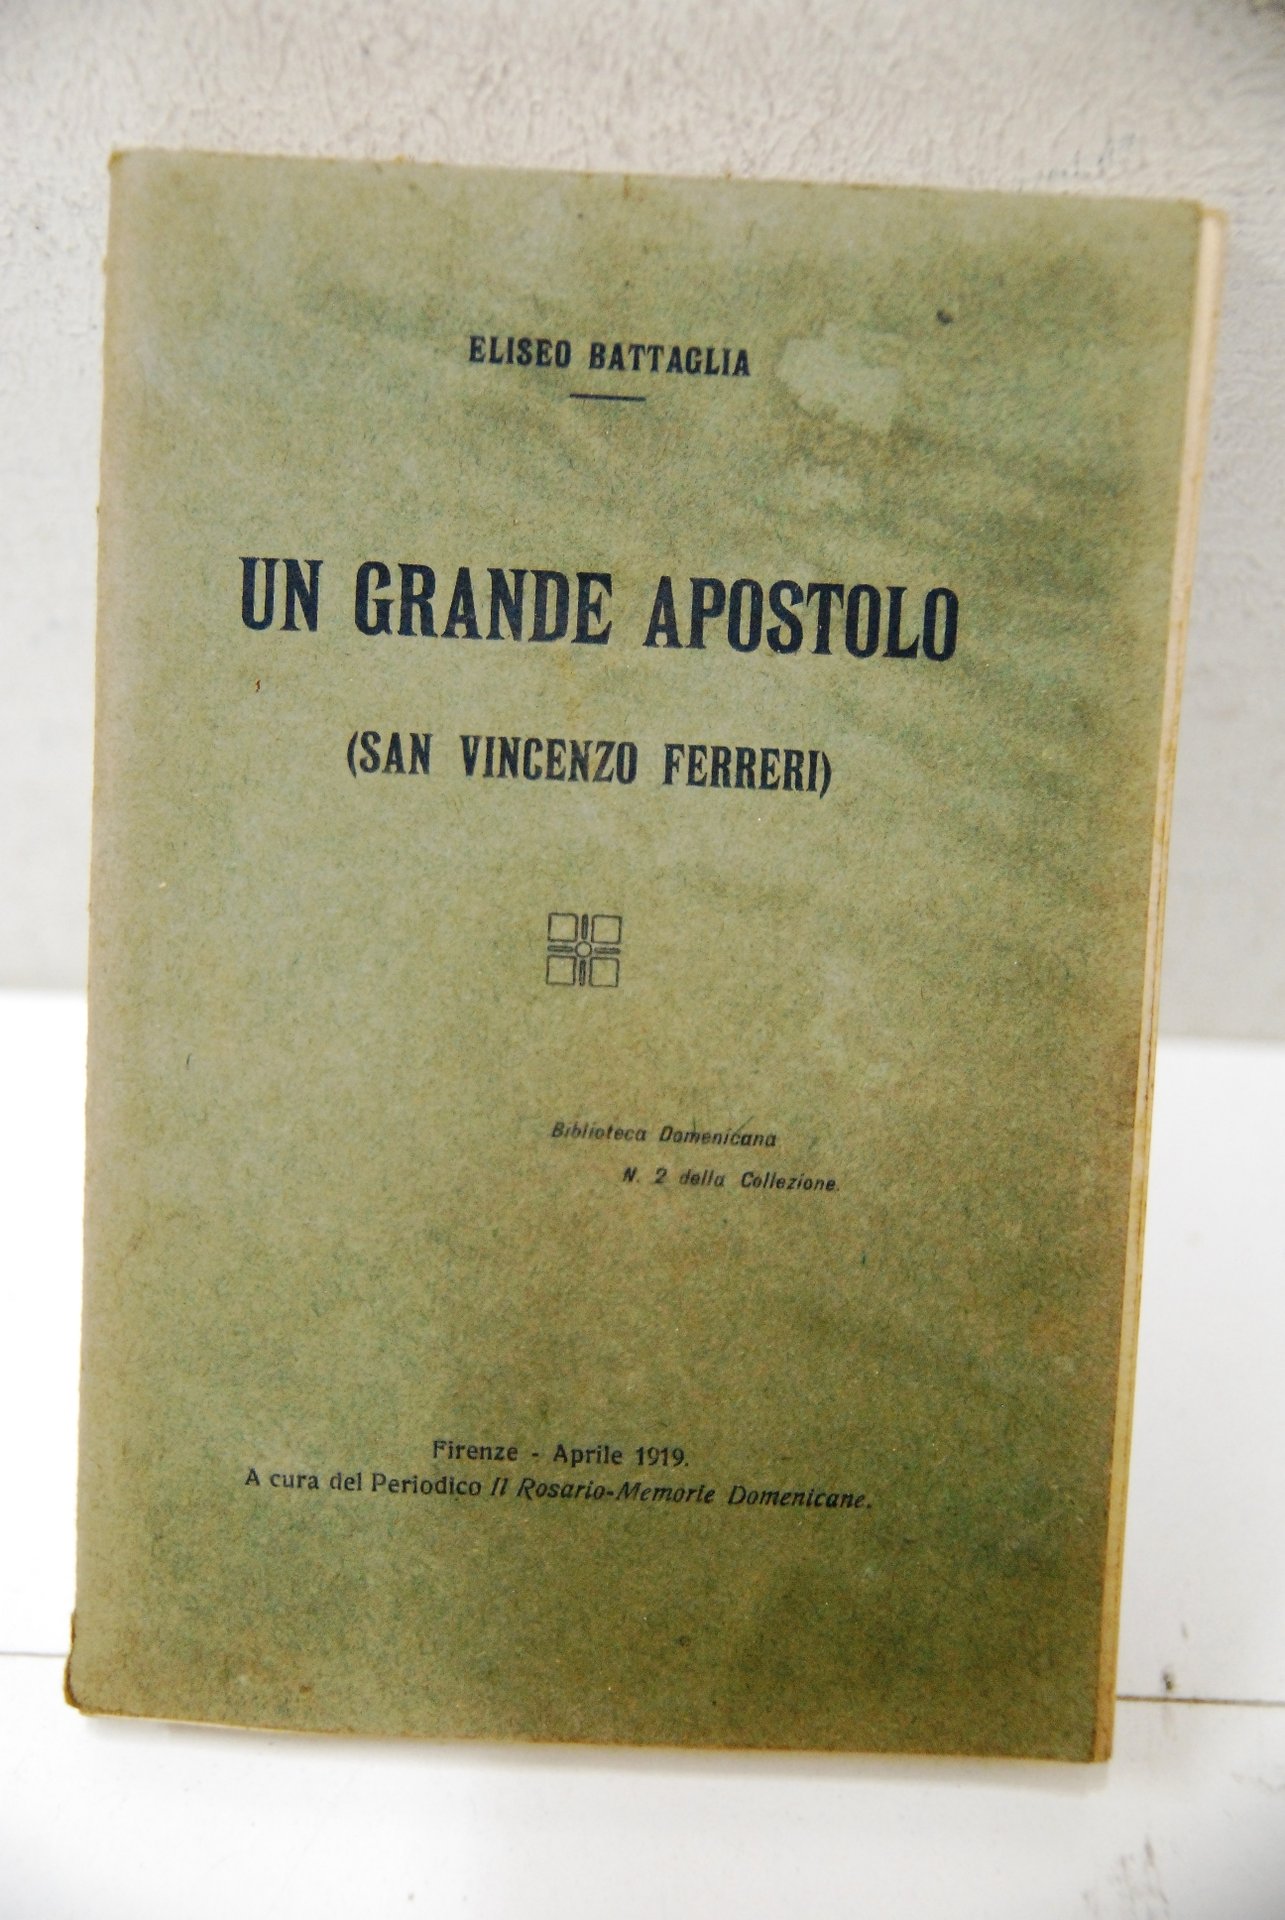 ELISEO BATTAGLIA
UN GRANDE APOSTOLO
(SAN VINCENZO FERRERI)
Biblioteca Domenicana
N. 2 della Collezione.
Firenze - Aprile 1919.
A cura del Periodico Il Rosario-Memorie Domenicane.